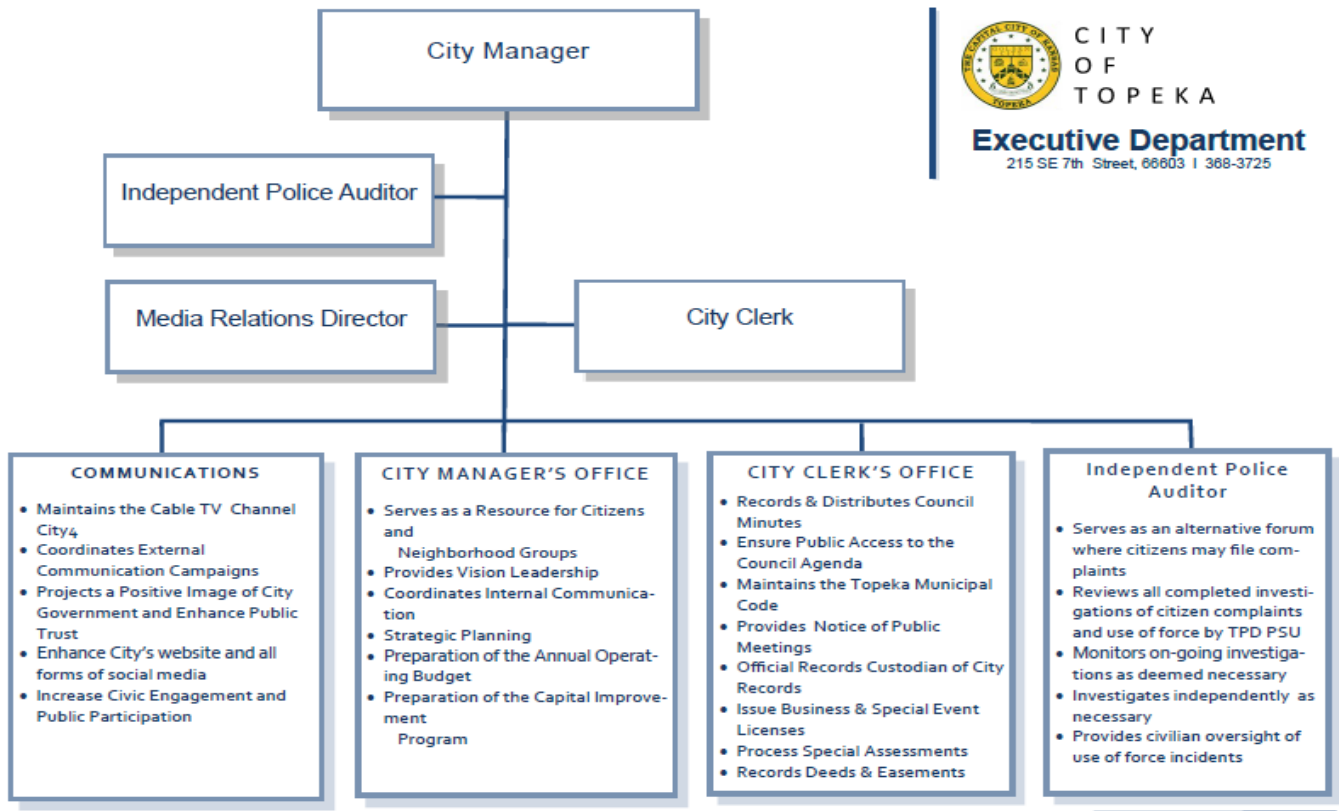 City Manager
CITY
OF
TOPEKA
THE CAPITAL CITY OF KANSAS
TOPEKA
Executive Department
215 SE 7th Street, 66603 I 368-3725
Independent Police Auditor
Media Relations Director
City Clerk
COMMUNICATIONS
• Maintains the Cable TV Channel
City4
• Coordinates External
Communication Campaigns
• Projects a Positive Image of City
Government and Enhance Public
Trust
• Enhance City's website and all
forms of social media
• Increase Civic Engagement and
Public Participation
CITY MANAGER'S OFFICE
• Serves as a Resource for Citizens
and
Neighborhood Groups
• Provides Vision Leadership
• Coordinates Internal Communica-
tion
• Strategic Planning
• Preparation of the Annual Operat-
ing Budget
• Preparation of the Capital Improve-
ment
Program
CITY CLERK'S OFFICE
• Records & Distributes Council
Minutes
• Ensure Public Access to the
Council Agenda
• Maintains the Topeka Municipal
Code
• Provides Notice of Public
Meetings
• Official Records Custodian of City
Records
• Issue Business & Special Event
Licenses
• Process Special Assessments
• Records Deeds & Easements
Independent Police
Auditor
• Serves as an alternative forum
where citizens may file com-
plaints
• Reviews all completed investi-
gations of citizen complaints
and use of force by TPD PSU
• Monitors on-going investiga-
tions as deemed necessary
• Investigates independently as
necessary
• Provides civilian oversight of
use of force incidents